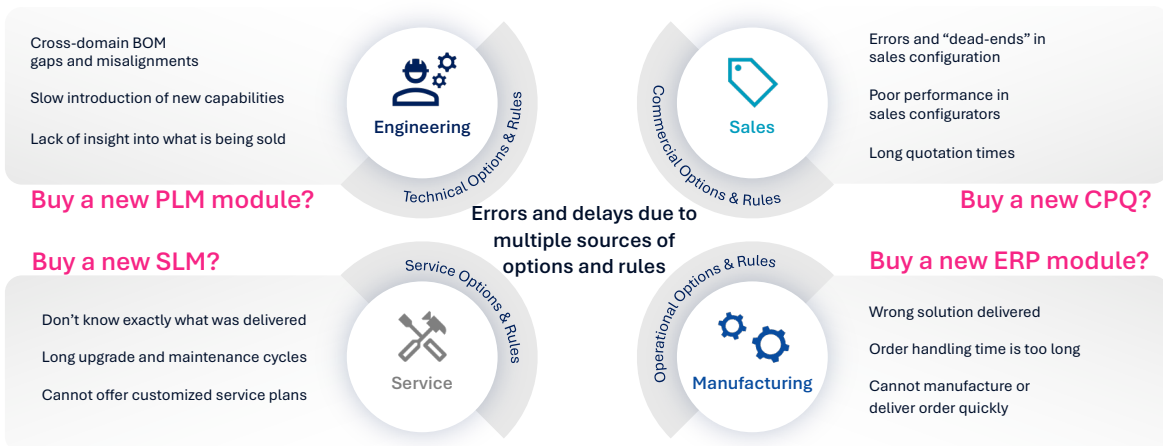 Cross-domain BOM
gaps and misalignments
Slow introduction of new capabilities
Lack of insight into what is being sold
Buy a new PLM module?
Engineering
Technical Options & Rules
Sales
Commercial Options & Rules
Errors and “dead-ends” in
sales configuration
Poor performance in
sales configurators
Long quotation times
Buy a new CPQ?
Errors and delays due to
multiple sources of
options and rules
Buy a new SLM?
Don’t know exactly what was delivered
Long upgrade and maintenance cycles
Cannot offer customized service plans
Service Options & Rules
Service
Operational Options & Rules
Manufacturing
Buy a new ERP module?
Wrong solution delivered
Order handling time is too long
Cannot manufacture or
deliver order quickly